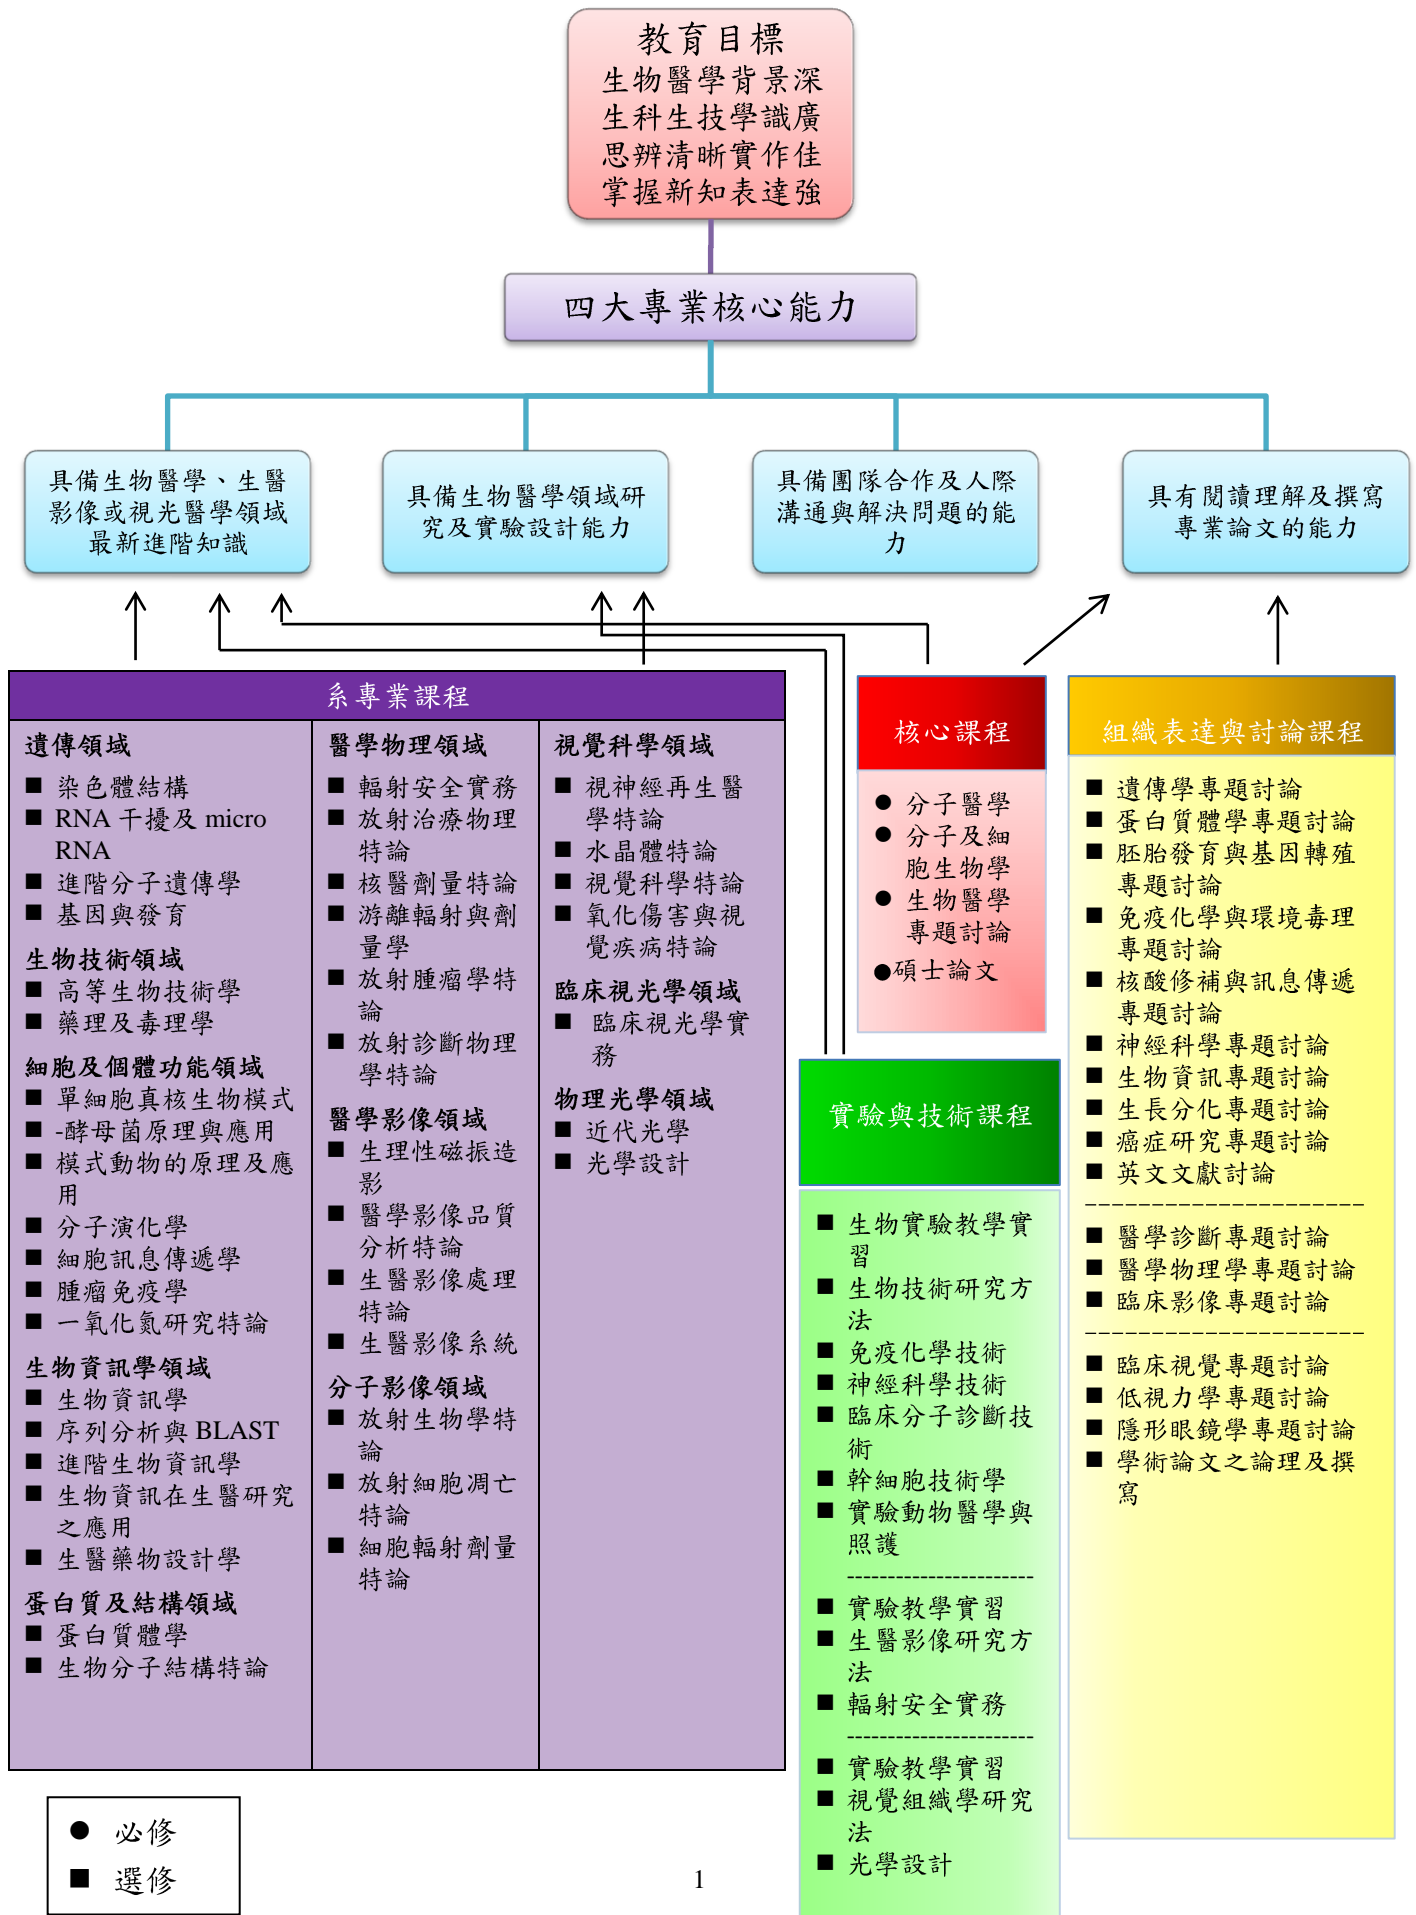 教育目標
生物醫學背景深
生科生技學識廣
思辨清晰實作佳
掌握新知表達強
四大專業核心能力
具備生物醫學、生醫
影像或視光醫學領域
最新進階知識
具備生物醫學領域研
究及實驗設計能力
具備團隊合作及人際
溝通與解決問題的能
力
具有閱讀理解及撰寫
專業論文的能力
系專業課程
遺傳領域
■ 染色體結構
■ RNA 干擾及 micro
RNA
■ 進階分子遺傳學
■ 基因與發育
生物技術領域
■ 高等生物技術學
■ 藥理及毒理學
細胞及個體功能領域
■ 單細胞真核生物模式
■ -酵母菌原理與應用
■ 模式動物的原理及應
用
■ 分子演化學
■ 細胞訊息傳遞學
■ 腫瘤免疫學
■ 一氧化氮研究特論
生物資訊學領域
■ 生物資訊學
■ 序列分析與 BLAST
■ 進階生物資訊學
■ 生物資訊在生醫研究
之應用
■ 生醫藥物設計學
蛋白質及結構領域
■ 蛋白質體學
■ 生物分子結構特論
醫學物理領域
■ 輻射安全實務
■ 放射治療物理
特論
■ 核醫劑量特論
■ 游離輻射與劑
量學
■ 放射腫瘤學特
論
■ 放射診斷物理
學特論
醫學影像領域
■ 生理性磁振造
影
■ 醫學影像品質
分析特論
■ 生醫影像處理
特論
■ 生醫影像系統
分子影像領域
■ 放射生物學特
論
■ 放射細胞凋亡
特論
■ 細胞輻射劑量
特論
視覺科學領域
■ 視神經再生醫
學特論
■ 水晶體特論
■ 視覺科學特論
■ 氧化傷害與視
覺疾病特論
臨床視光學領域
■ 臨床視光學實
務
物理光學領域
■ 近代光學
■ 光學設計
核心課程
● 分子醫學
● 分子及細
胞生物學
● 生物醫學
專題討論
●碩士論文
實驗與技術課程
■ 生物實驗教學實
習
■ 生物技術研究方
法
■ 免疫化學技術
■ 神經科學技術
■ 臨床分子診斷技
術
■ 幹細胞技術學
■ 實驗動物醫學與
照護
-----------------------
■ 實驗教學實習
■ 生醫影像研究方
法
■ 輻射安全實務
-----------------------
■ 實驗教學實習
■ 視覺組織學研究
法
■ 光學設計
組織表達與討論課程
■ 遺傳學專題討論
■ 蛋白質體學專題討論
■ 胚胎發育與基因轉殖
專題討論
■ 免疫化學與環境毒理
專題討論
■ 核酸修補與訊息傳遞
專題討論
■ 神經科學專題討論
■ 生物資訊專題討論
■ 生長分化專題討論
■ 癌症研究專題討論
■ 英文文獻討論
---------------------
■ 醫學診斷專題討論
■ 醫學物理學專題討論
■ 臨床影像專題討論
---------------------
■ 臨床視覺專題討論
■ 低視力學專題討論
■ 隱形眼鏡學專題討論
■ 學術論文之論理及撰
寫
● 必修
■ 選修
1